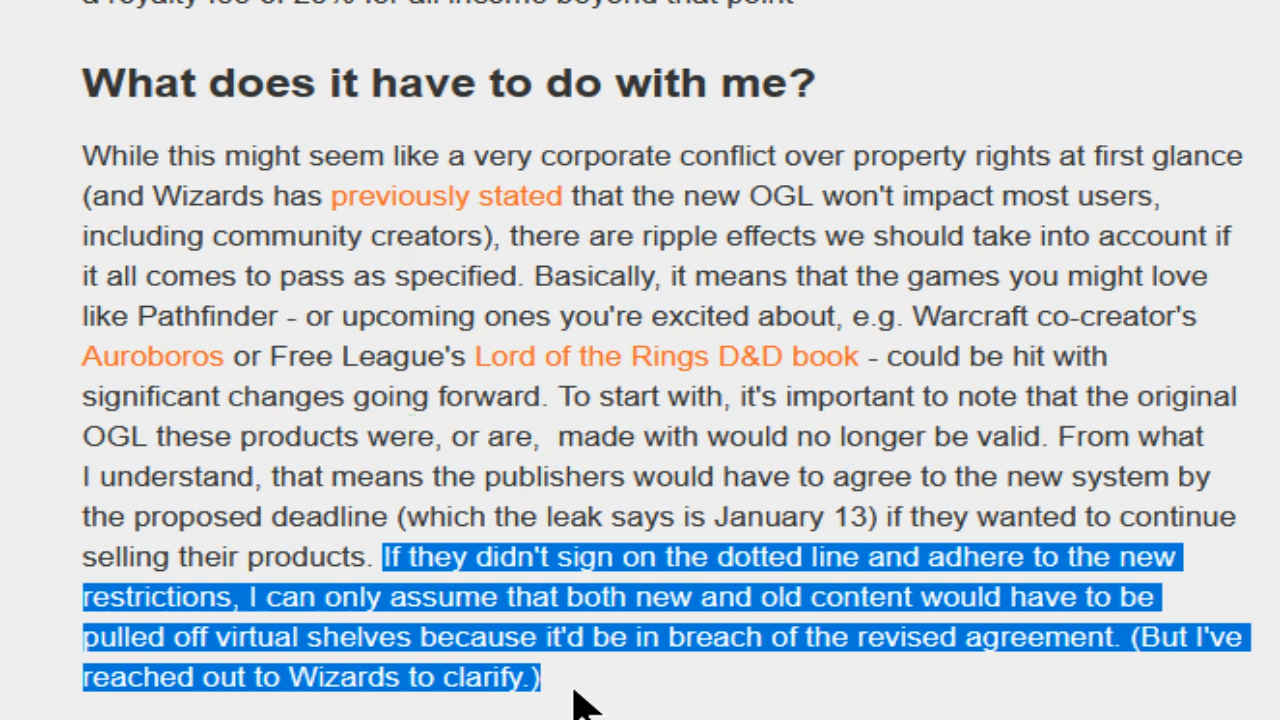 a royalty fee of 25% for all income beyond that point
What does it have to do with me?
While this might seem like a very corporate conflict over property rights at first glance
(and Wizards has previously stated that the new OGL won't impact most users,
including community creators), there are ripple effects we should take into account if
it all comes to pass as specified. Basically, it means that the games you might love
like Pathfinder - or upcoming ones you're excited about, e.g. Warcraft co-creator's
Auroboros or Free League's Lord of the Rings D&D book - could be hit with
significant changes going forward. To start with, it's important to note that the original
OGL these products were, or are,  made with would no longer be valid. From what
I understand, that means the publishers would have to agree to the new system by
the proposed deadline (which the leak says is January 13) if they wanted to continue
selling their products. If they didn't sign on the dotted line and adhere to the new
restrictions, I can only assume that both new and old content would have to be
pulled off virtual shelves because it'd be in breach of the revised agreement. (But I've
reached out to Wizards to clarify.)